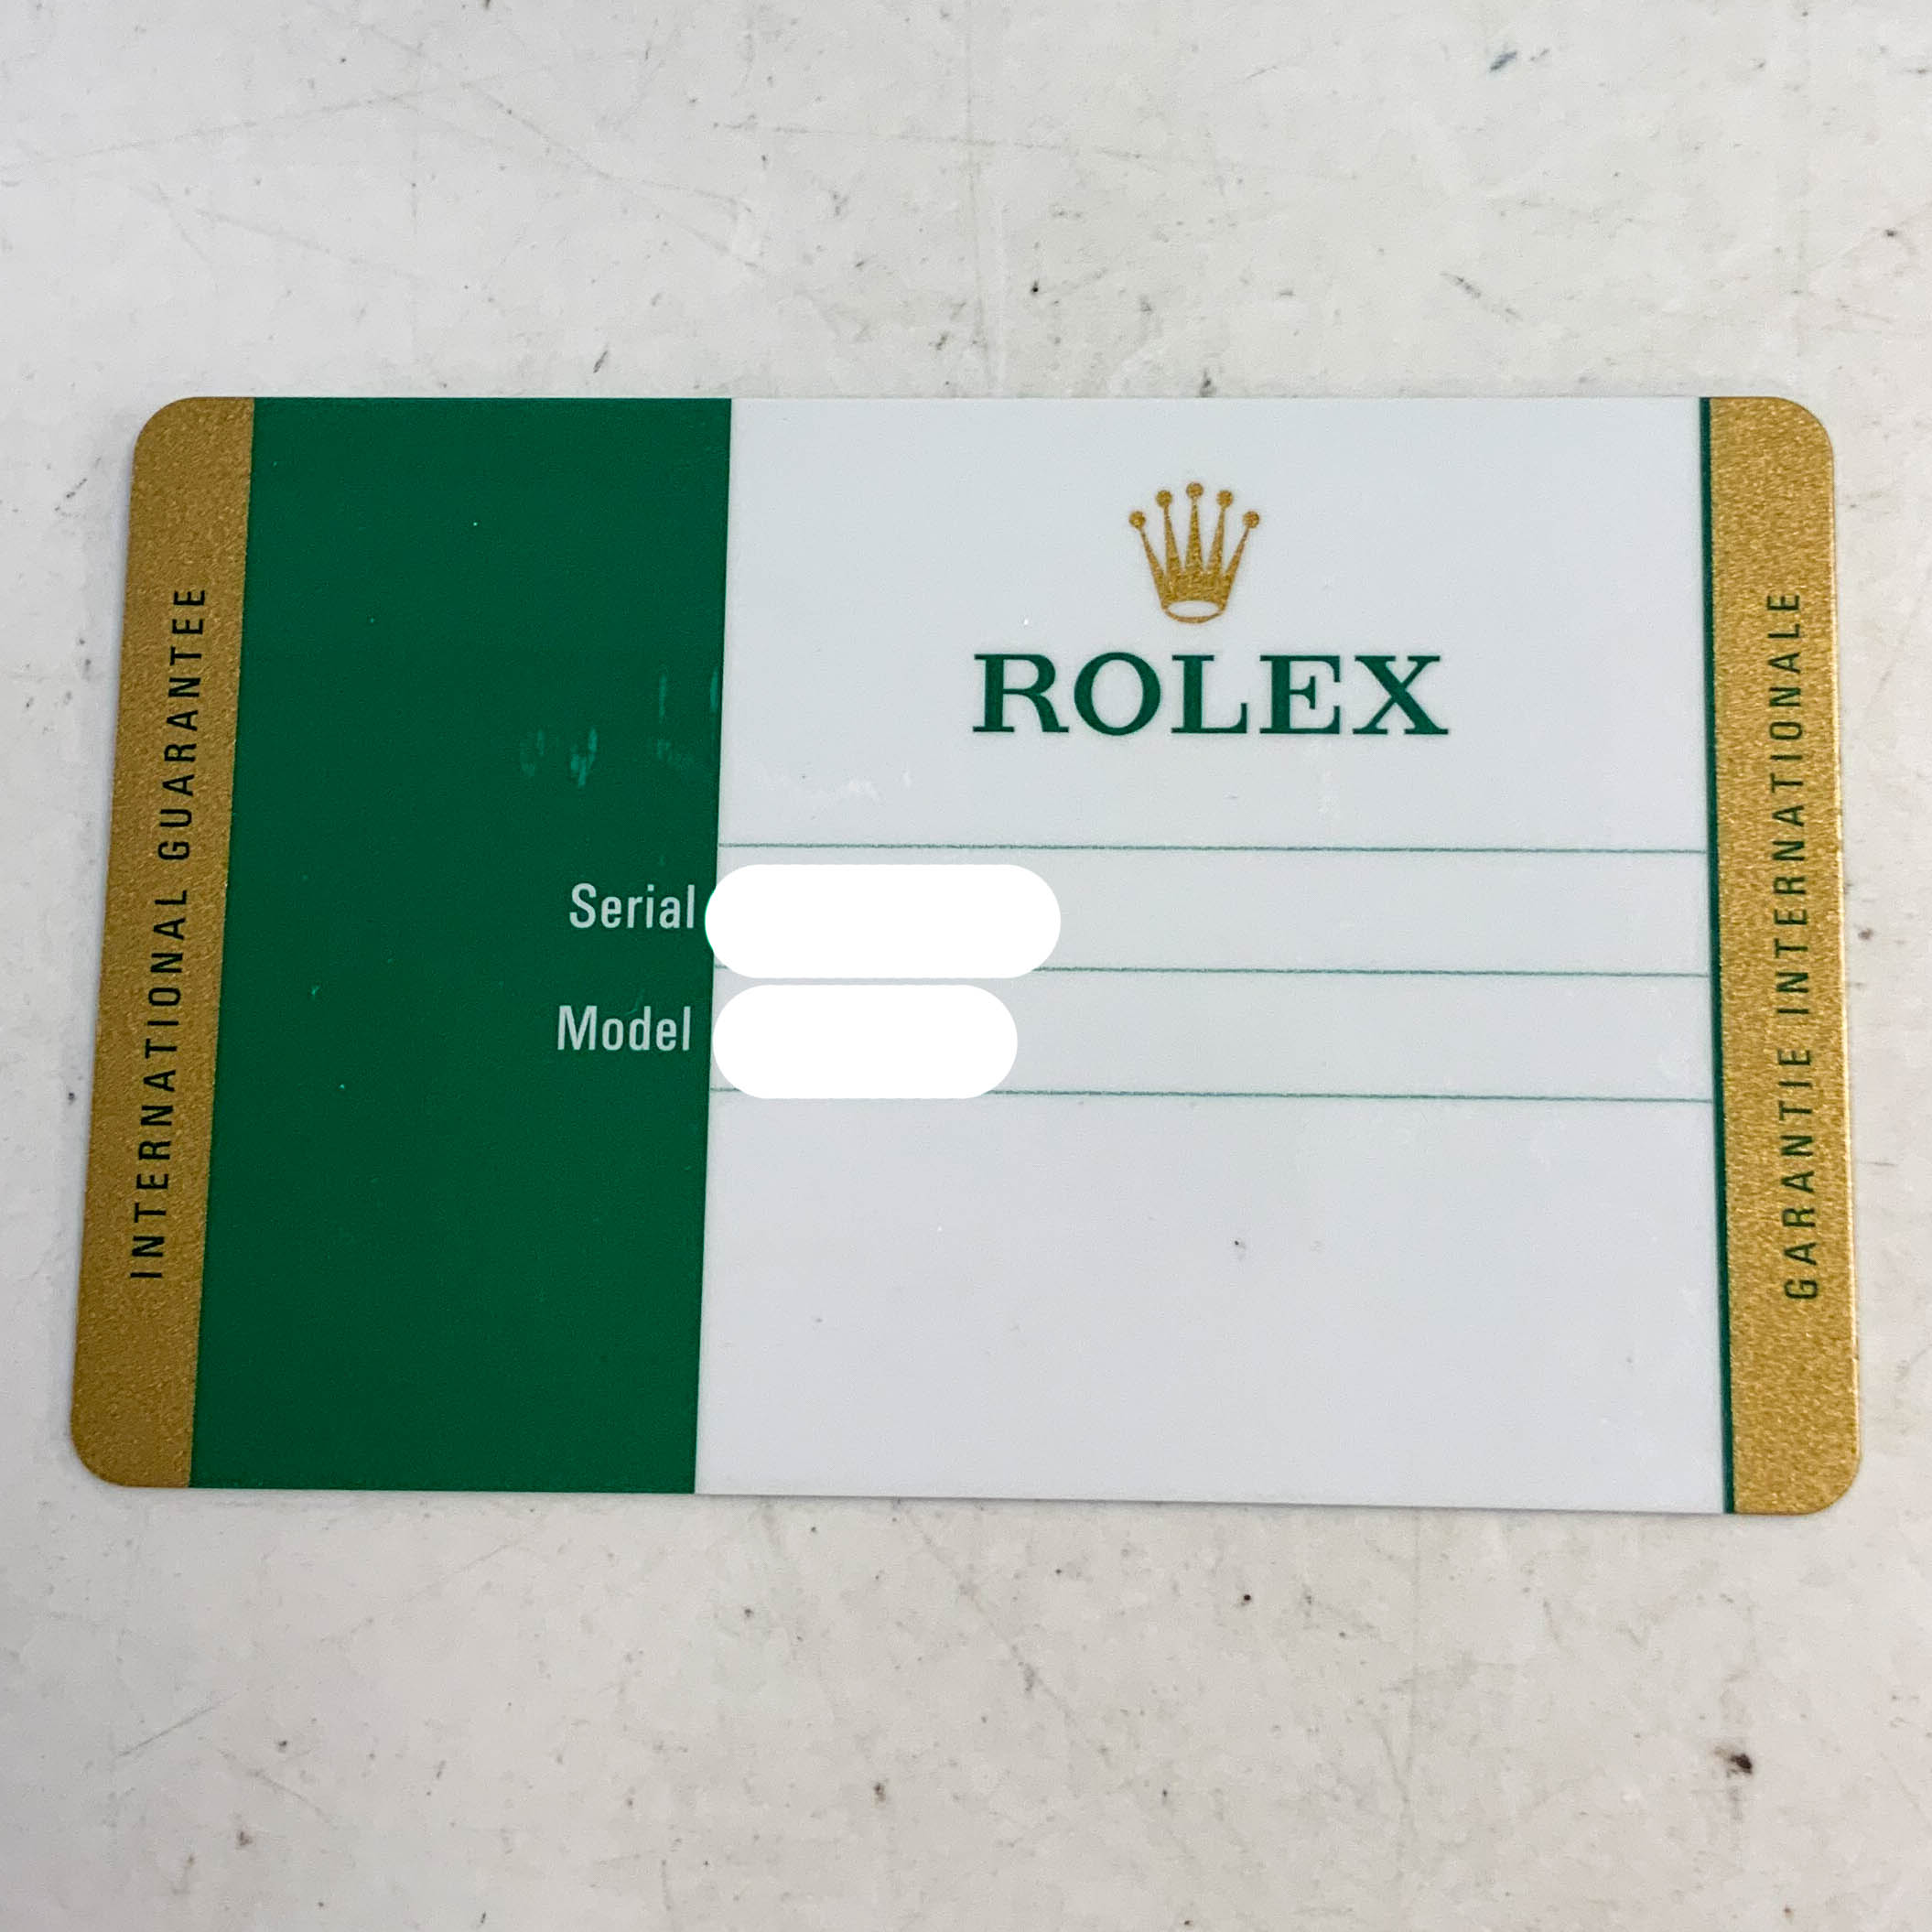 INTERNATIONAL GUARANTEE
ROLEX
Serial
Model
GARANTIE INTERNATIONALE